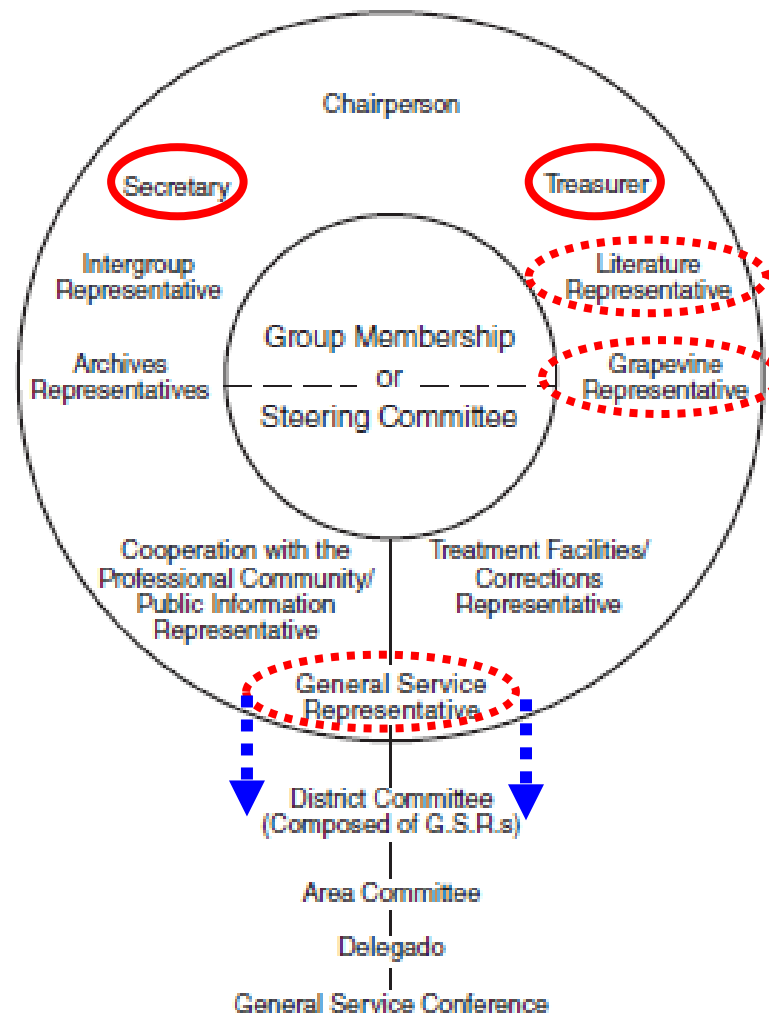 Chairperson
Secretary
Treasurer
Intergroup
Representative
Literature
Representative
Archives
Representatives
Group Membership
or
Steering Committee
Grapevine
Representative
Cooperation with the
Professional Community/
Public Information
Representative
Treatment Facilities/
Corrections
Representative
General Service
Representative
District Committee
(Composed of G.S.R.s)
Area Committee
Delegado
General Service Conference